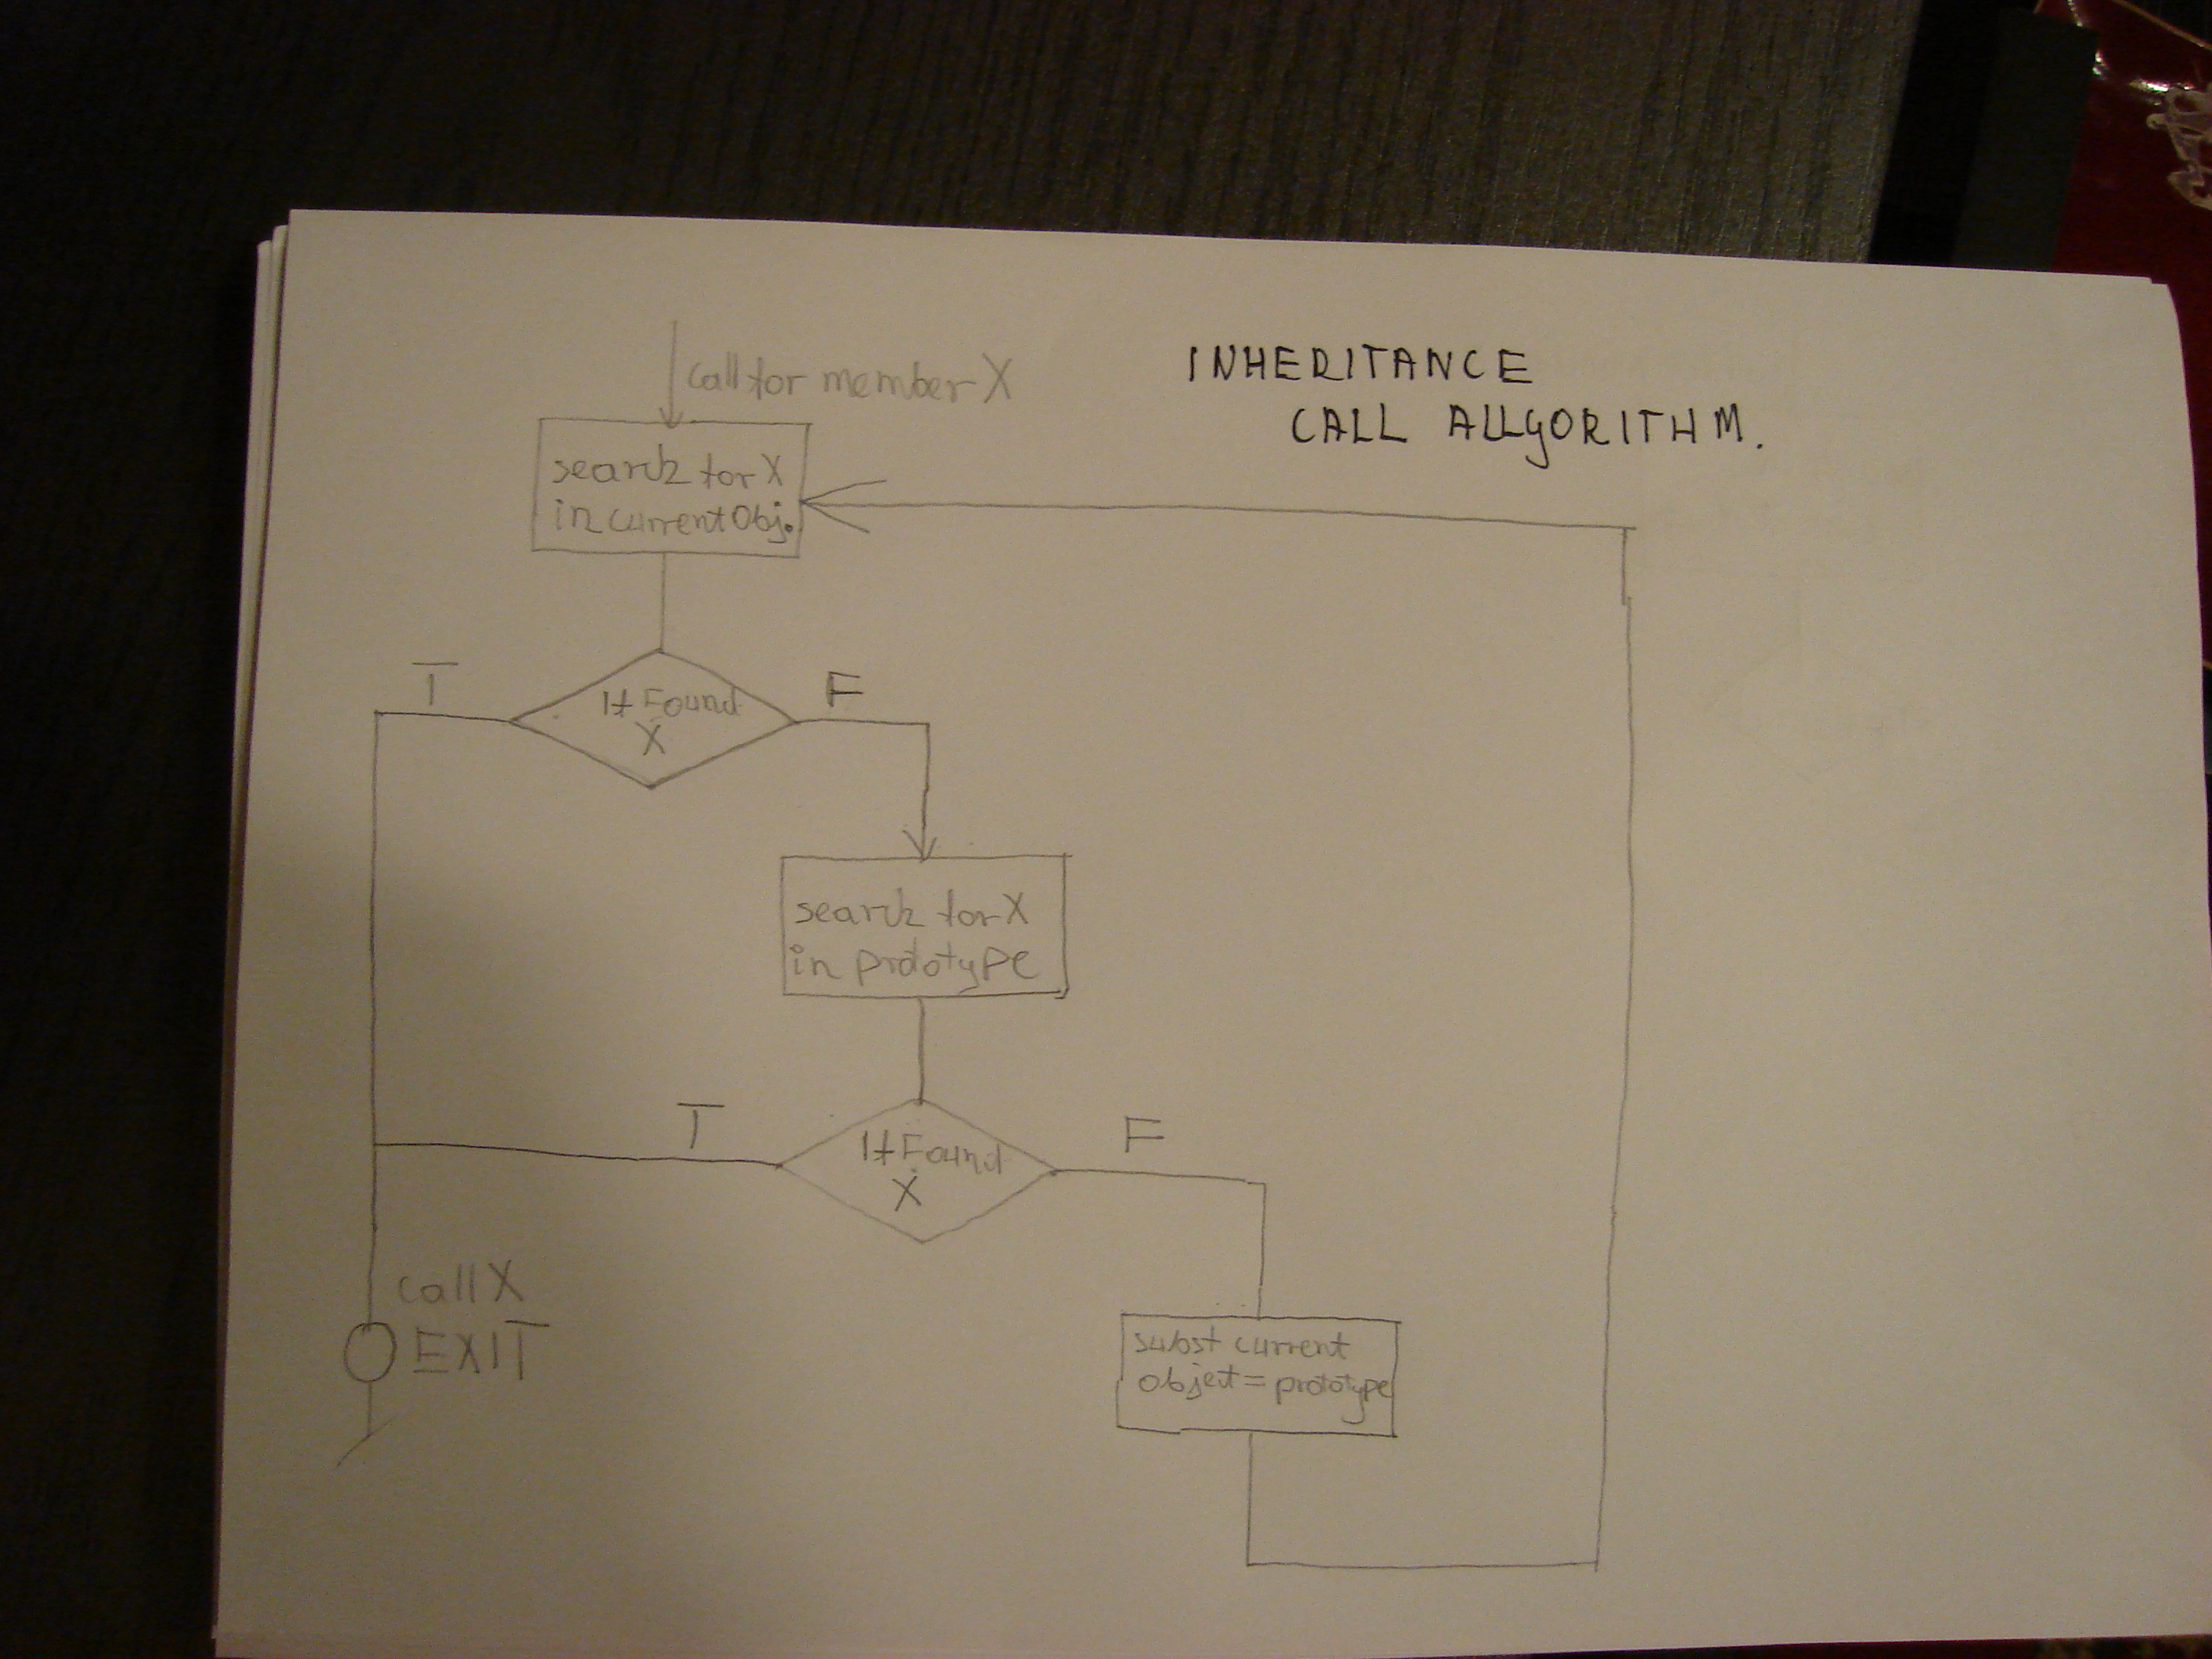 INHERITANCE
CALL ALLGORITHM.
call for member X
search for X
in current Obj.
T
F
If Found
X
search for X
in prototype
T
F
If Found
X
call X
EXIT
subst current
object = prototype